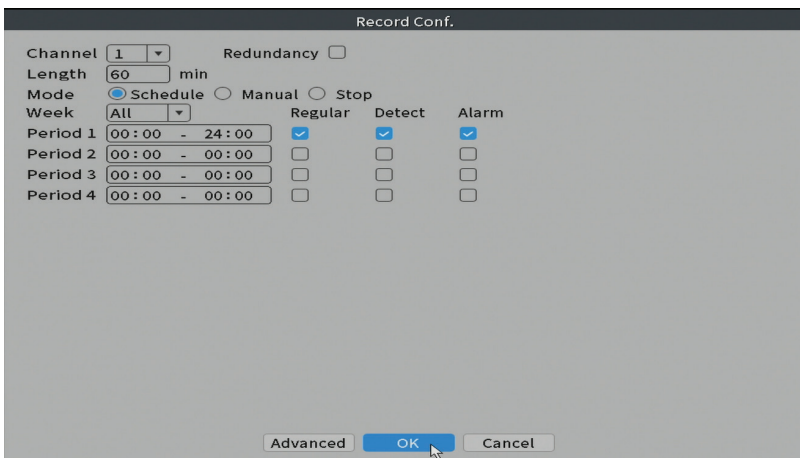 Record Conf.
Channel 1 Redundancy
Length 60 min
Mode Schedule Manual Stop
Week All Regular Detect Alarm
Period 1 00:00 - 24:00
Period 2 00:00 - 00:00
Period 3 00:00 - 00:00
Period 4 00:00 - 00:00
Advanced OK Cancel